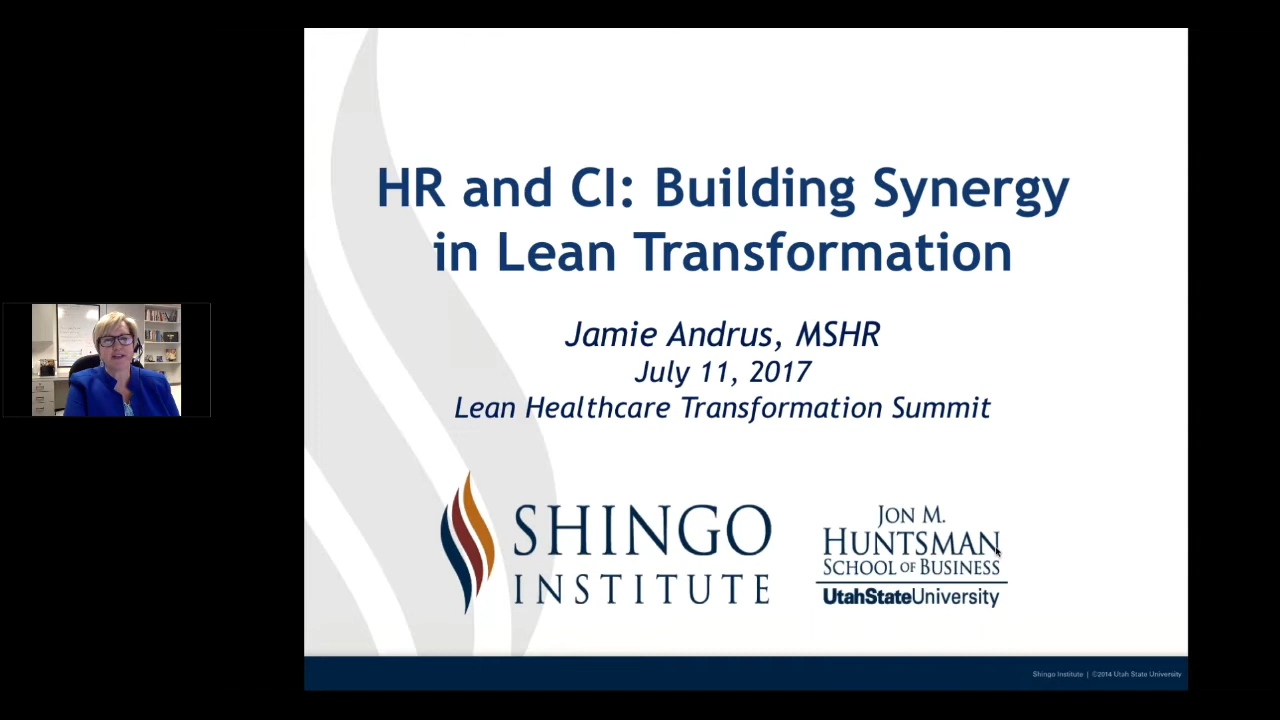 HR and CI: Building Synergy
in Lean Transformation
Jamie Andrus, MSHR
July 11, 2017
Lean Healthcare Transformation Summit
SHINGO
INSTITUTE
JON M.
HUNTSMAN
SCHOOL OF BUSINESS
UtahStateUniversity
Shingo Institute | ©2014 Utah State University